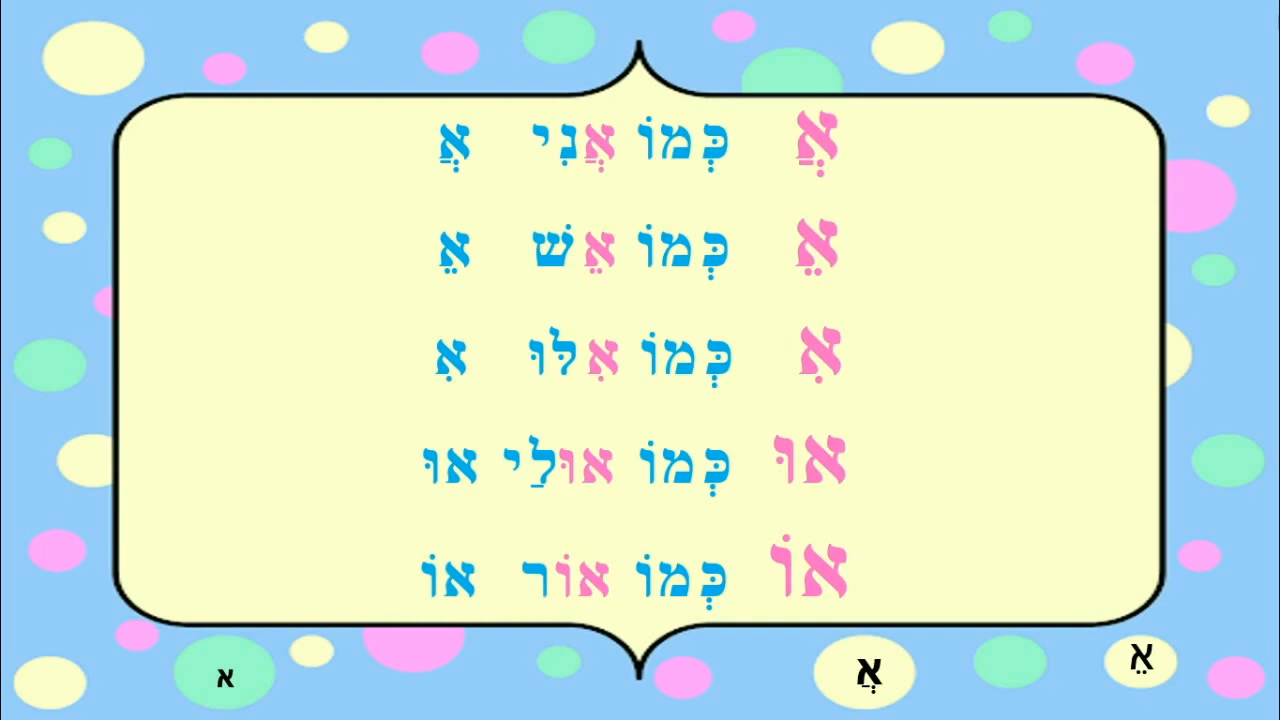 אֲ כְּמוֹ אֲנִי אֲ
אֵ כְּמוֹ אֵשׁ אֵ
אִ כְּמוֹ אִלּוּ אִ
אוּ כְּמוֹ אוּלַי אוּ
אוֹ כְּמוֹ אוֹר אוֹ
אֵ
אֲ
א